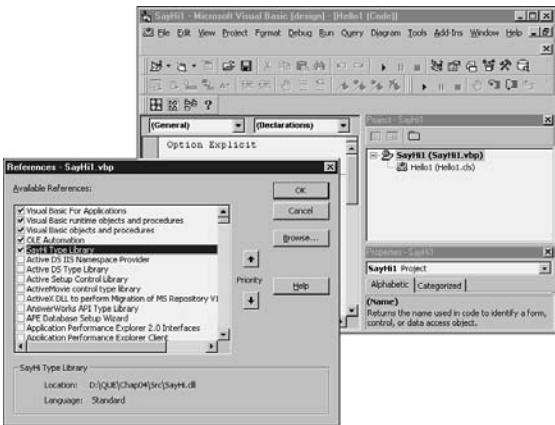 SayHi1 - Microsoft Visual Basic [design] - [Hello1 (Code)]
File Edit View Project Format Debug Run Query Diagram Tools Add-Ins Window Help
(General) (Declarations)
Option Explicit
Project - SayHi1
SayHi1 (SayHi1.vbp)
Hello1 (Hello1.cls)
Properties - SayHi1
SayHi1 Project
Alphabetic Categorized
(Name)
Returns the name used in code to identify a form, control, or data access object.
References - SayHi1.vbp
Available References:
Visual Basic For Applications
Visual Basic runtime objects and procedures
Visual Basic objects and procedures
OLE Automation
SayHi Type Library
Active DS IIS Namespace Provider
Active DS Type Library
Active Setup Control Library
ActiveMovie control type library
ActiveX DLL to perform Migration of MS Repository V1
AnswerWorks API Type Library
APE Database Setup Wizard
Application Performance Explorer 2.0 Interfaces
Application Performance Explorer Client
OK
Cancel
Browse...
Priority
Help
SayHi Type Library
Location: D:\QUE\Chap04\Src\SayHi.dll
Language: Standard